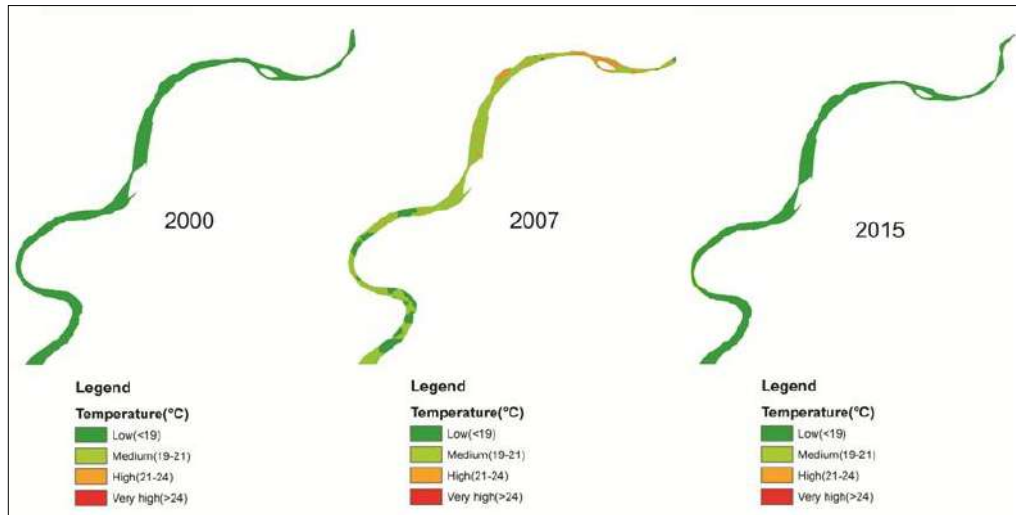 2000
2007
2015
Legend
Temperature(°C)
Low(<19)
Medium(19-21)
High(21-24)
Very high(>24)
Legend
Temperature(°C)
Low(<19)
Medium(19-21)
High(21-24)
Very high(>24)
Legend
Temperature(°C)
Low(<19)
Medium(19-21)
High(21-24)
Very high(>24)